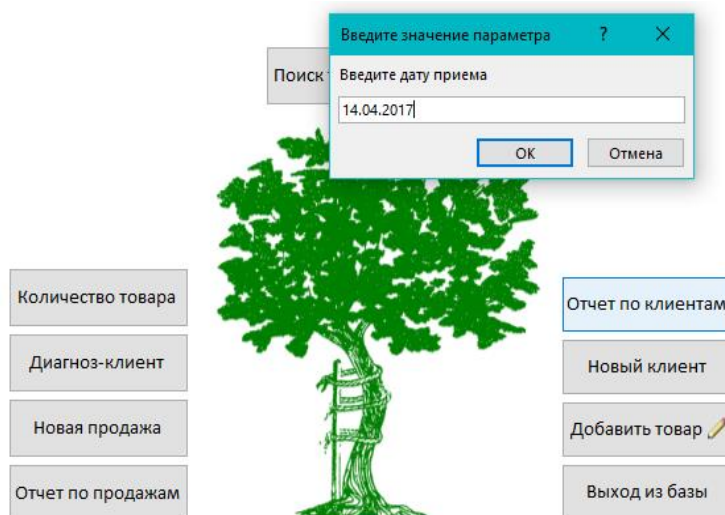 Введите значение параметра ?
Поиск
Введите дату приема
14.04.2017
ОК
Отмена
Количество товара
Отчет по клиентам
Диагноз-клиент
Новый клиент
Новая продажа
Добавить товар
Отчет по продажам
Выход из базы